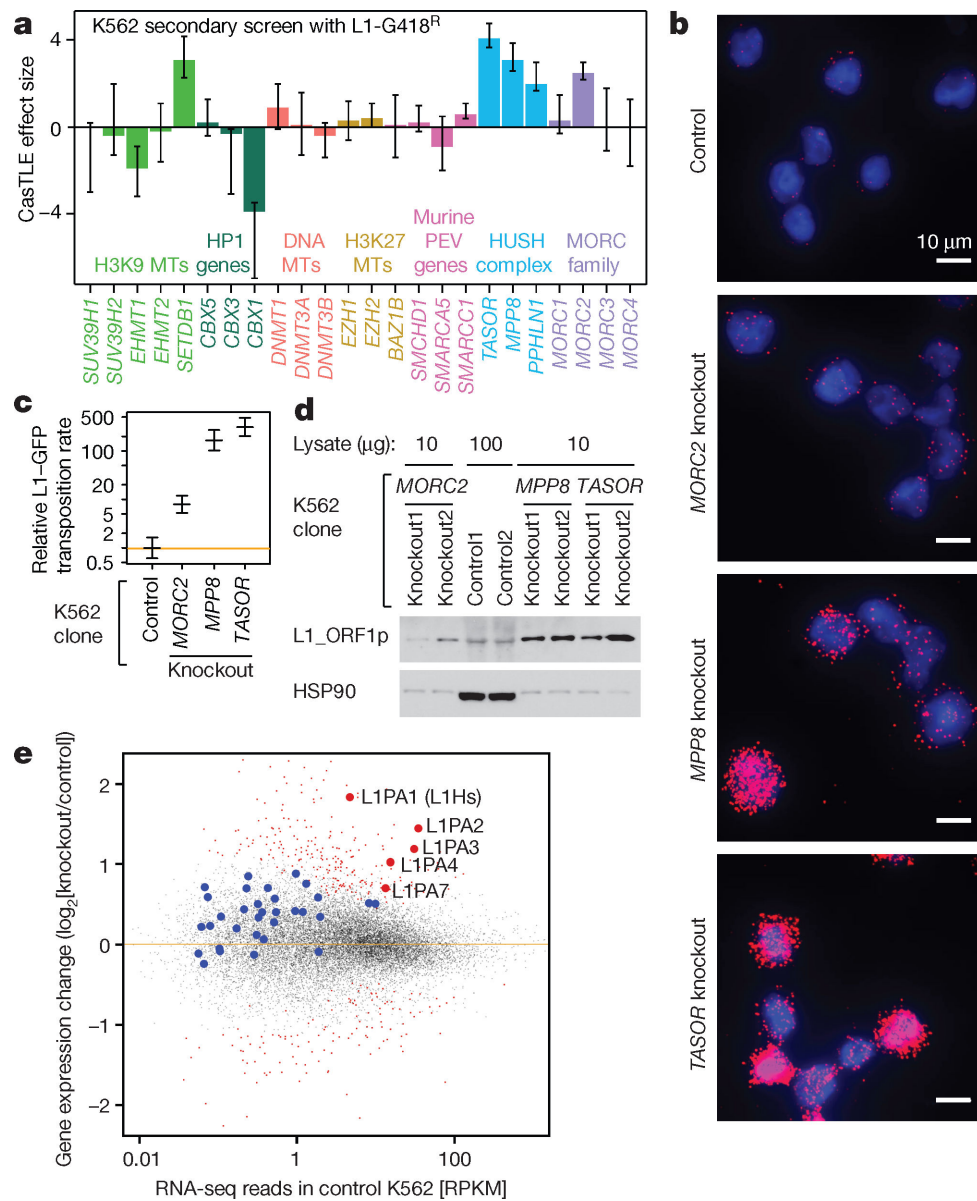 a
K562 secondary screen with L1-G418^R
CasTLE effect size
4
0
−4
H3K9 MTs
HP1
genes
DNA
MTs
H3K27
MTs
Murine
PEV
genes
HUSH
complex
MORC
family
SUV39H1
SUV39H2
EHMT1
EHMT2
SETDB1
CBX5
CBX3
CBX1
DNMT1
DNMT3A
DNMT3B
EZH1
EZH2
BAZ1B
SMCHD1
SMARCA5
SMARCC1
TASOR
MPP8
PPHLN1
MORC1
MORC2
MORC3
MORC4
b
Control
10 μm
MORC2 knockout
MPP8 knockout
TASOR knockout
c
Relative L1–GFP
transposition rate
500
100
20
5
2
0.5
K562
clone
Control
MORC2
MPP8
TASOR
Knockout
d
Lysate (μg): 10 100 10
K562
clone
MORC2
MPP8 TASOR
Knockout1
Knockout2
Control1
Control2
Knockout1
Knockout2
Knockout1
Knockout2
L1_ORF1p
HSP90
e
Gene expression change (log2[knockout/control])
2
1
0
−1
−2
L1PA1 (L1Hs)
L1PA2
L1PA3
L1PA4
L1PA7
0.01 1 100
RNA-seq reads in control K562 [RPKM]